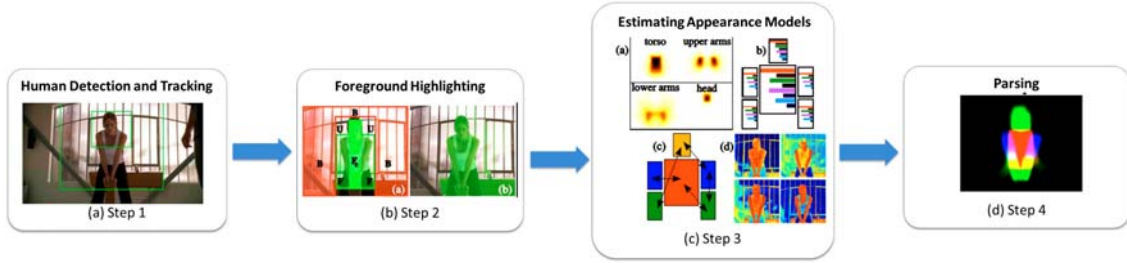 Human Detection and Tracking
(a) Step 1
Foreground Highlighting
B
U U
B F B
F F
(a) (b)
(b) Step 2
Estimating Appearance Models
(a) torso upper arms b)
lower arms head
(c) (d)
(c) Step 3
Parsing
(d) Step 4